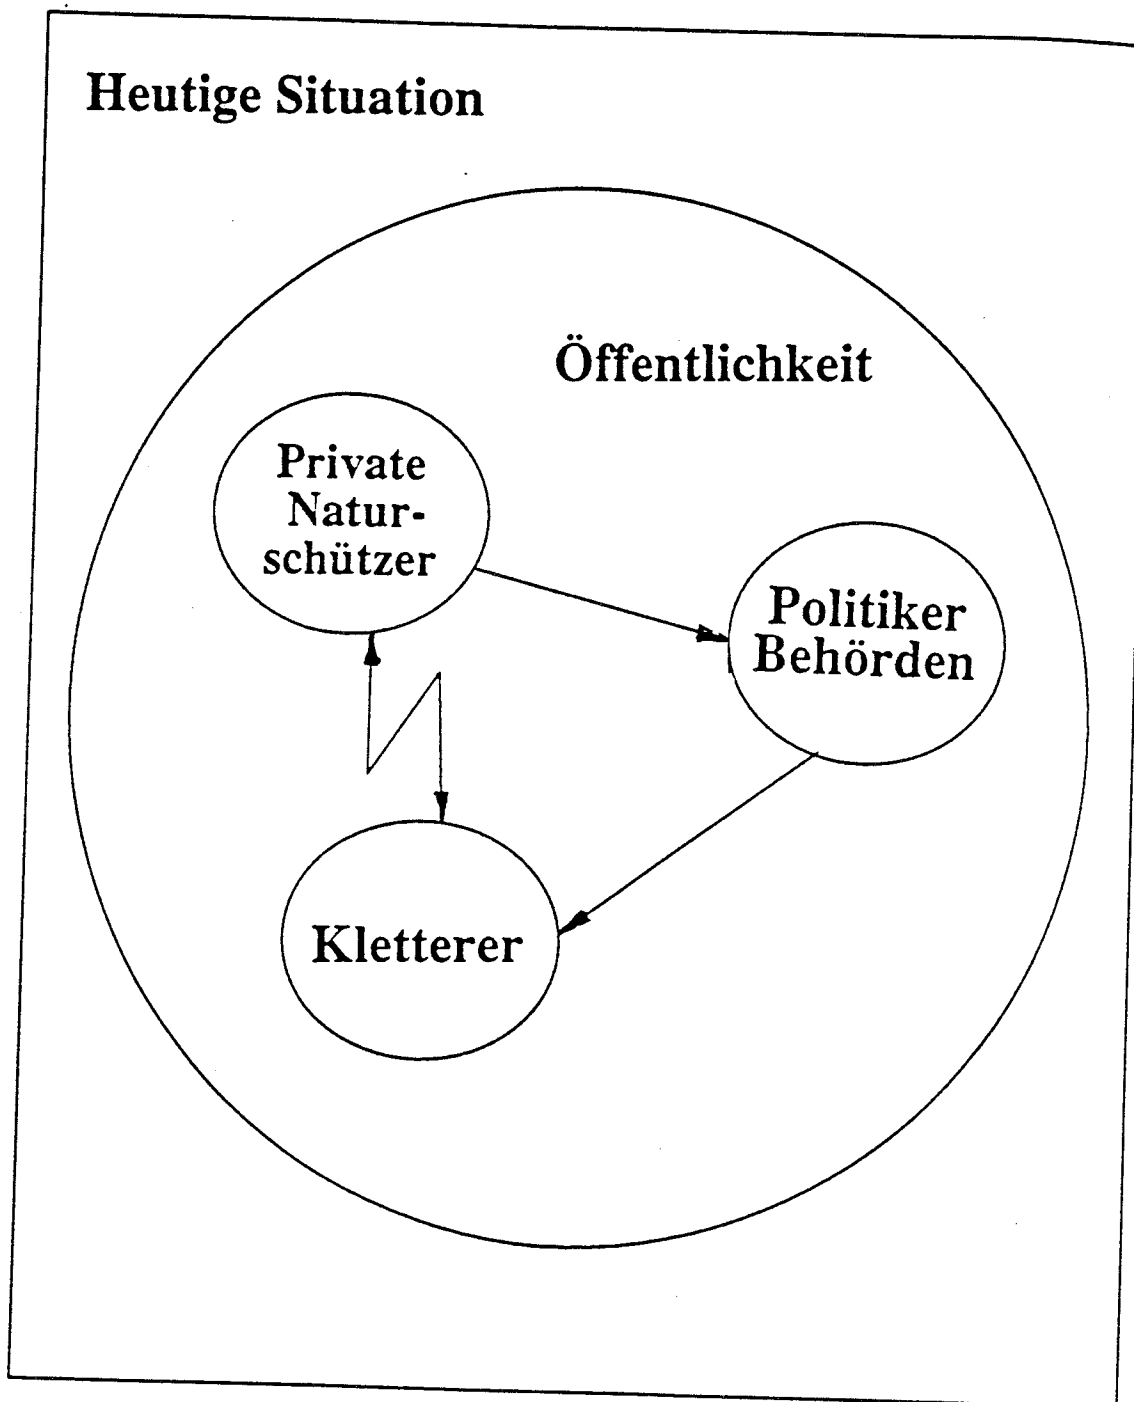 Heutige Situation
Öffentlichkeit
Private
Natur-
schützer
Politiker
Behörden
Kletterer